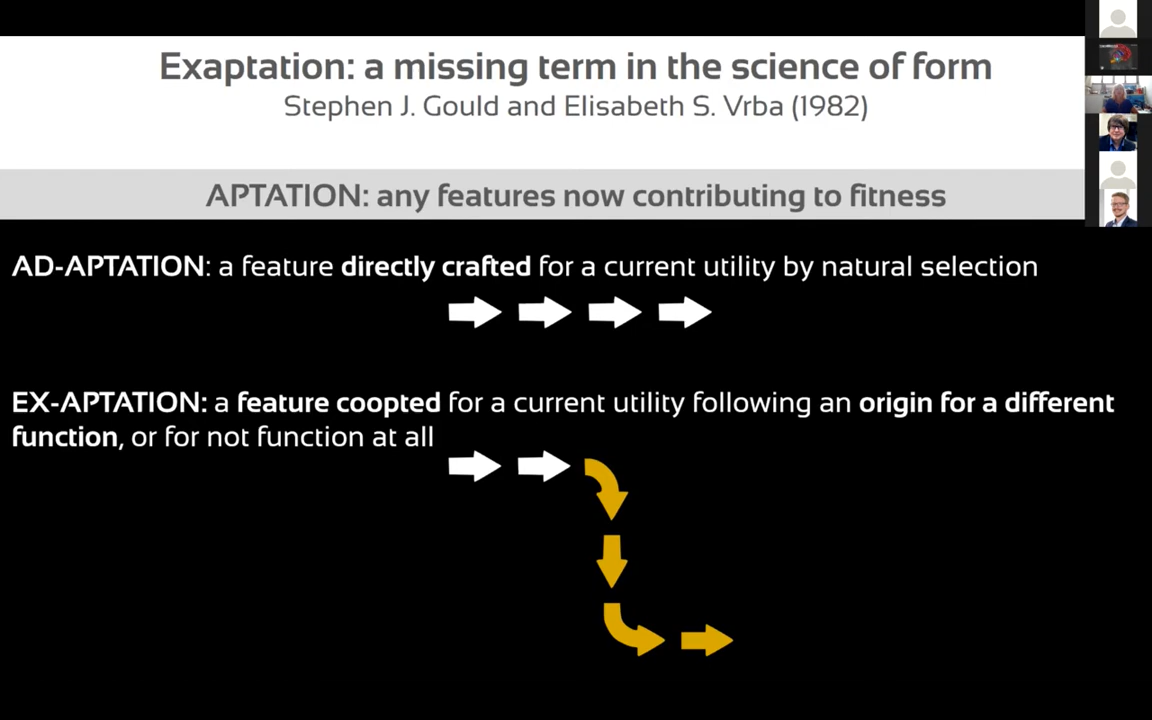 Exaptation: a missing term in the science of form
Stephen J. Gould and Elisabeth S. Vrba (1982)
APTATION: any features now contributing to fitness
AD-APTATION: a feature directly crafted for a current utility by natural selection
EX-APTATION: a feature coopted for a current utility following an origin for a different
function, or for not function at all